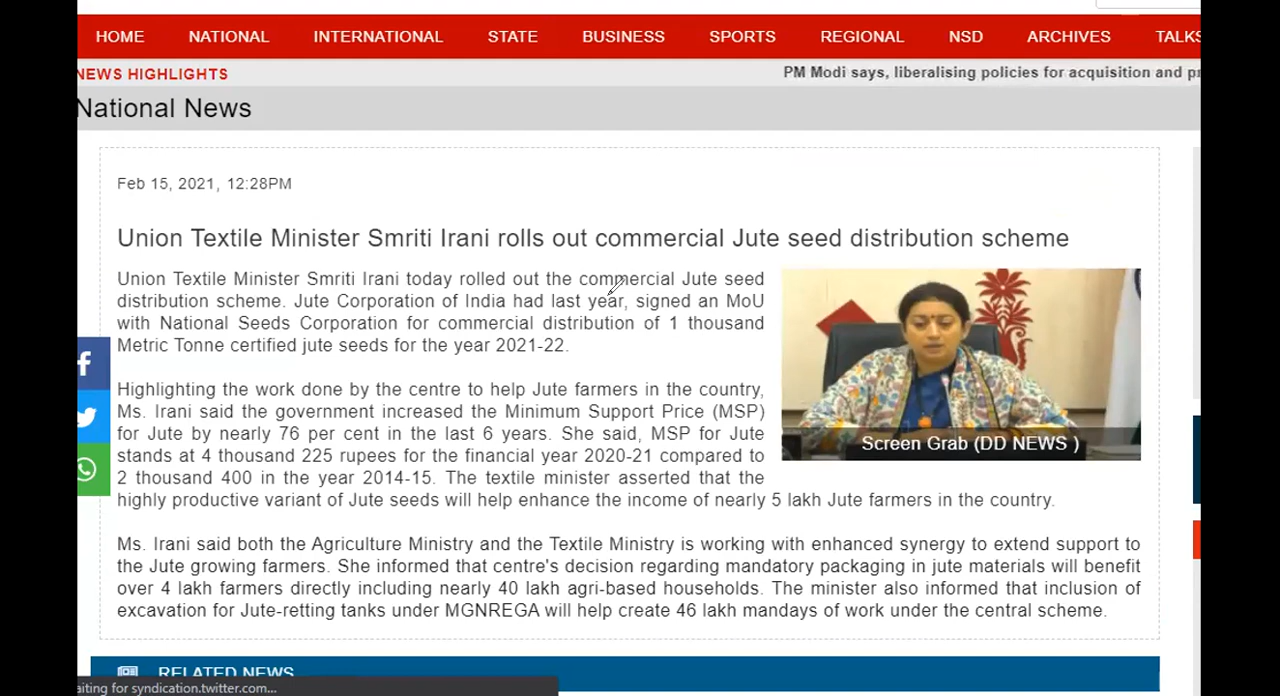 HOME NATIONAL INTERNATIONAL STATE BUSINESS SPORTS REGIONAL NSD ARCHIVES TALKS
NEWS HIGHLIGHTS PM Modi says, liberalising policies for acquisition and
National News
Feb 15, 2021, 12:28PM
Union Textile Minister Smriti Irani rolls out commercial Jute seed distribution scheme
Union Textile Minister Smriti Irani today rolled out the commercial Jute seed
distribution scheme. Jute Corporation of India had last year, signed an MoU
with National Seeds Corporation for commercial distribution of 1 thousand
Metric Tonne certified jute seeds for the year 2021-22.
Highlighting the work done by the centre to help Jute farmers in the country,
Ms. Irani said the government increased the Minimum Support Price (MSP)
for Jute by nearly 76 per cent in the last 6 years. She said, MSP for Jute
stands at 4 thousand 225 rupees for the financial year 2020-21 compared to
2 thousand 400 in the year 2014-15. The textile minister asserted that the
highly productive variant of Jute seeds will help enhance the income of nearly 5 lakh Jute farmers in the country.
Screen Grab (DD NEWS )
Ms. Irani said both the Agriculture Ministry and the Textile Ministry is working with enhanced synergy to extend support to
the Jute growing farmers. She informed that centre's decision regarding mandatory packaging in jute materials will benefit
over 4 lakh farmers directly including nearly 40 lakh agri-based households. The minister also informed that inclusion of
excavation for Jute-retting tanks under MGNREGA will help create 46 lakh mandays of work under the central scheme.
RELATED NEWS
aiting for syndication.twitter.com...